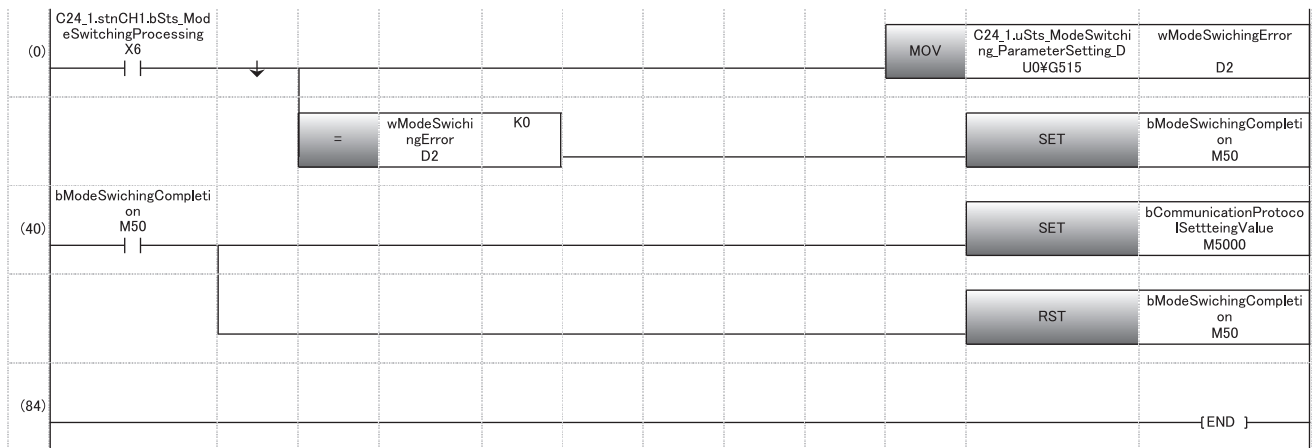 C24_1.stnCH1.bSts_Mod
eSwitchingProcessing
X6
(0)
MOV
C24_1.uSts_ModeSwitchi
ng_ParameterSetting_D
U0¥G515
wModeSwichingError
D2
=
wModeSwichi
ngError
D2
K0
SET
bModeSwichingCompleti
on
M50
bModeSwichingCompleti
on
M50
(40)
SET
bCommunicationProtoco
lSettteingValue
M5000
RST
bModeSwichingCompleti
on
M50
(84)
[END ]